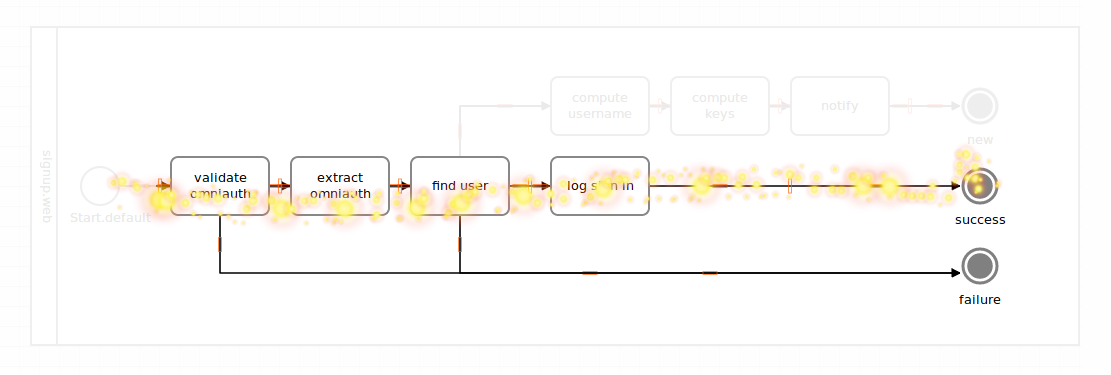 compute
username
compute
keys
notify
new
signup.web
Start.default
validate
omniauth
extract
omniauth
find user
log sign in
success
failure